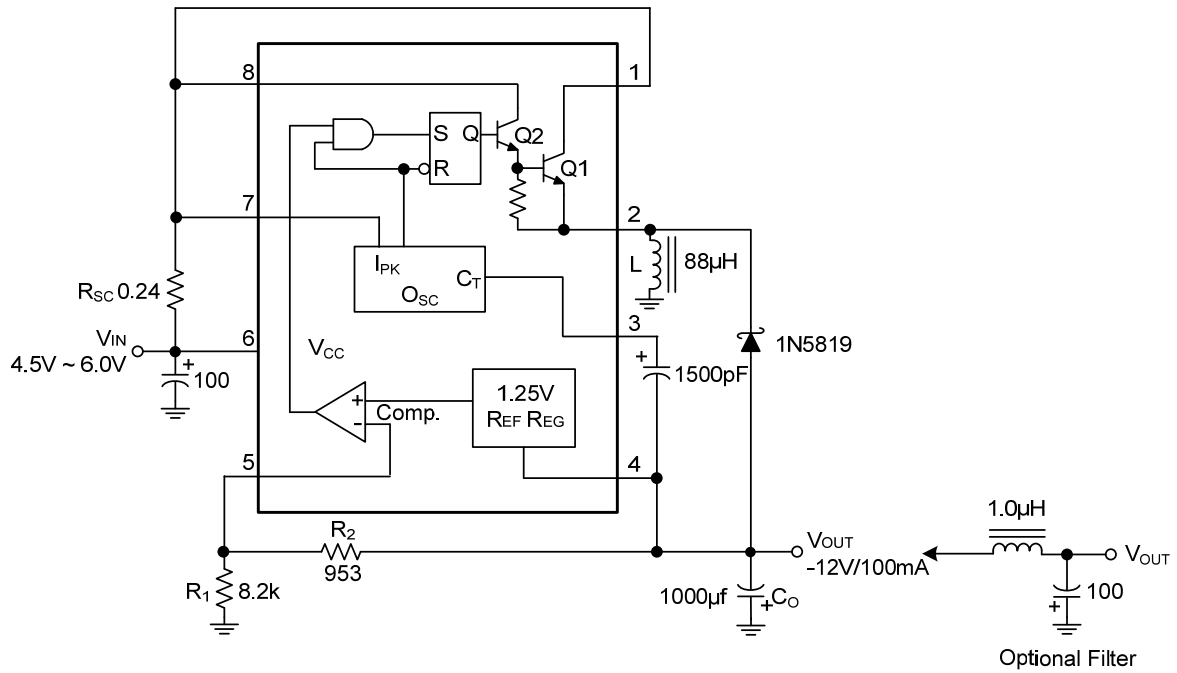 8
1
S
Q
Q2
R
Q1
7
2
IPK
CT
OSC
L
88µH
RSC 0.24
VIN
4.5V ~ 6.0V
6
3
VCC
+
100
+
1500pF
1N5819
+
-
Comp.
1.25V
REF REG
5
4
R2
953
R1
8.2k
VOUT
-12V/100mA
1000µf
+
CO
1.0µH
VOUT
+
100
Optional Filter